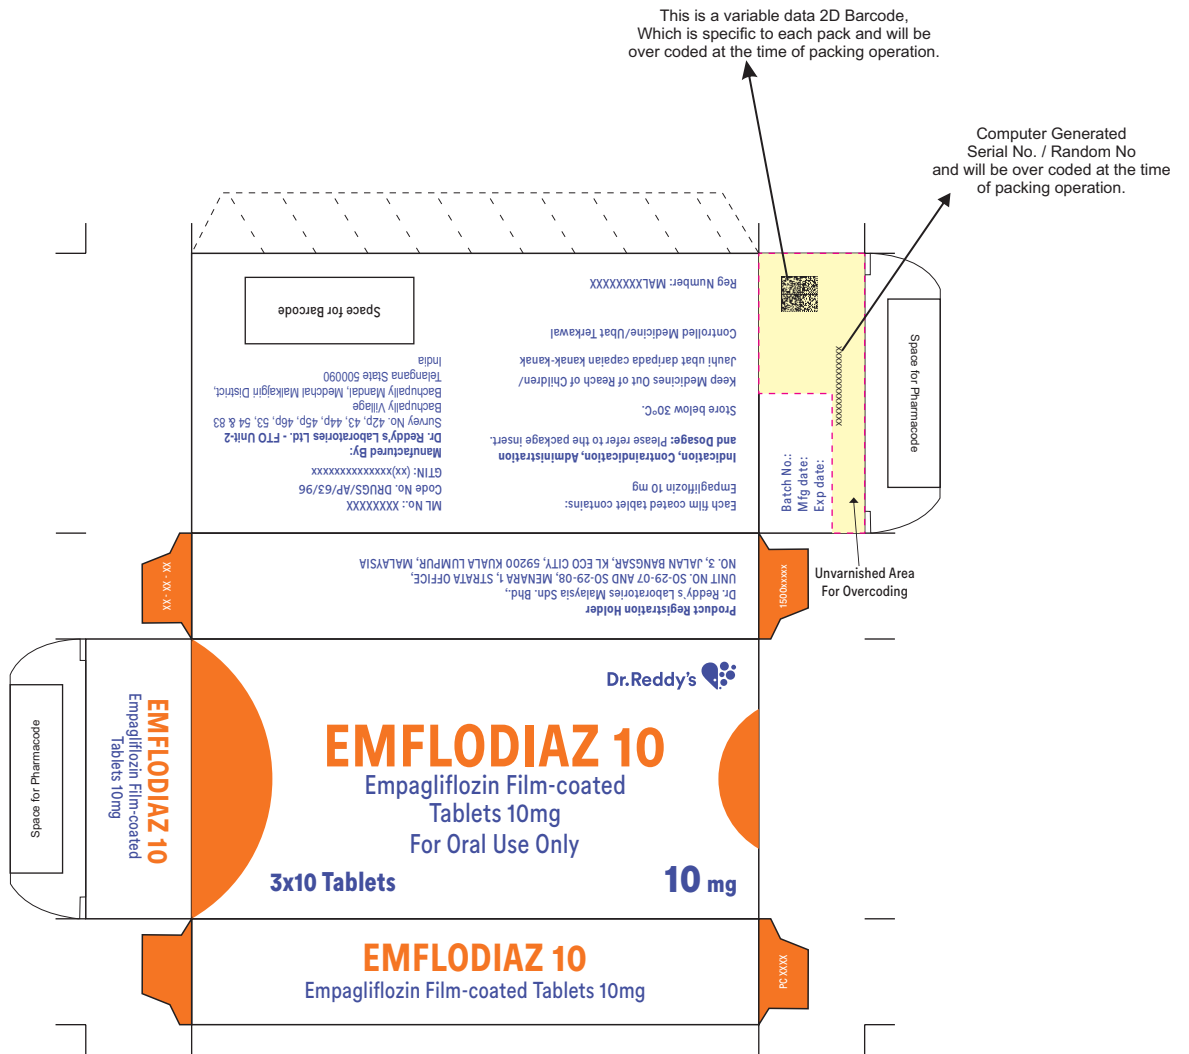 This is a variable data 2D Barcode,
Which is specific to each pack and will be
over coded at the time of packing operation.
Computer Generated
Serial No. / Random No
and will be over coded at the time
of packing operation.
Each film coated tablet contains:
Empagliflozin 10 mg
Indication, Contraindication, Administration
and Dosage: Please refer to the package insert.
Store below 30°C.
Keep Medicines Out of Reach of Children/
Jauhi ubat daripada capaian kanak-kanak
Controlled Medicine/Ubat Terkawal
Reg Number: MALXXXXXXXXX
ML No.: XXXXXXXX
Code No. DRUGS/AP/63/96
GTIN: (xx)xxxxxxxxxxxxxx
Manufactured By:
Dr. Reddy's Laboratories Ltd. - FTO Unit-2
Survey No. 42p, 43, 44p, 45p, 46p, 53, 54 & 83
Bachupally Village
Bachupally Mandal, Medchal Malkajgiri District,
Telangana State 500090
India
Space for Barcode
Batch No.:
Mfg date:
Exp date:
XXXXXXXXXXXXXXXXX
Space for Pharmacode
Unvarnished Area
For Overcoding
XX - XX - XX
Product Registration Holder
Dr. Reddy's Laboratories Malaysia Sdn. Bhd.,
UNIT NO. SO-29-07 AND SO-29-08, MENARA 1, STRATA OFFICE,
NO. 3, JALAN BANGSAR, KL ECO CITY, 59200 KUALA LUMPUR, MALAYSIA
1500xxxxx
Space for Pharmacode
EMFLODIAZ 10
Empagliflozin Film-coated
Tablets 10mg
Dr.Reddy's
EMFLODIAZ 10
Empagliflozin Film-coated
Tablets 10mg
For Oral Use Only
3x10 Tablets
10 mg
EMFLODIAZ 10
Empagliflozin Film-coated Tablets 10mg
PC XXXX